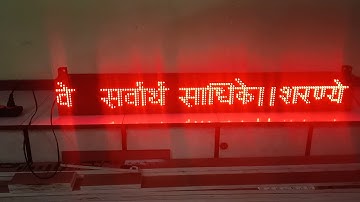 वे सर्वार्थ साधिके।।शरण्ये